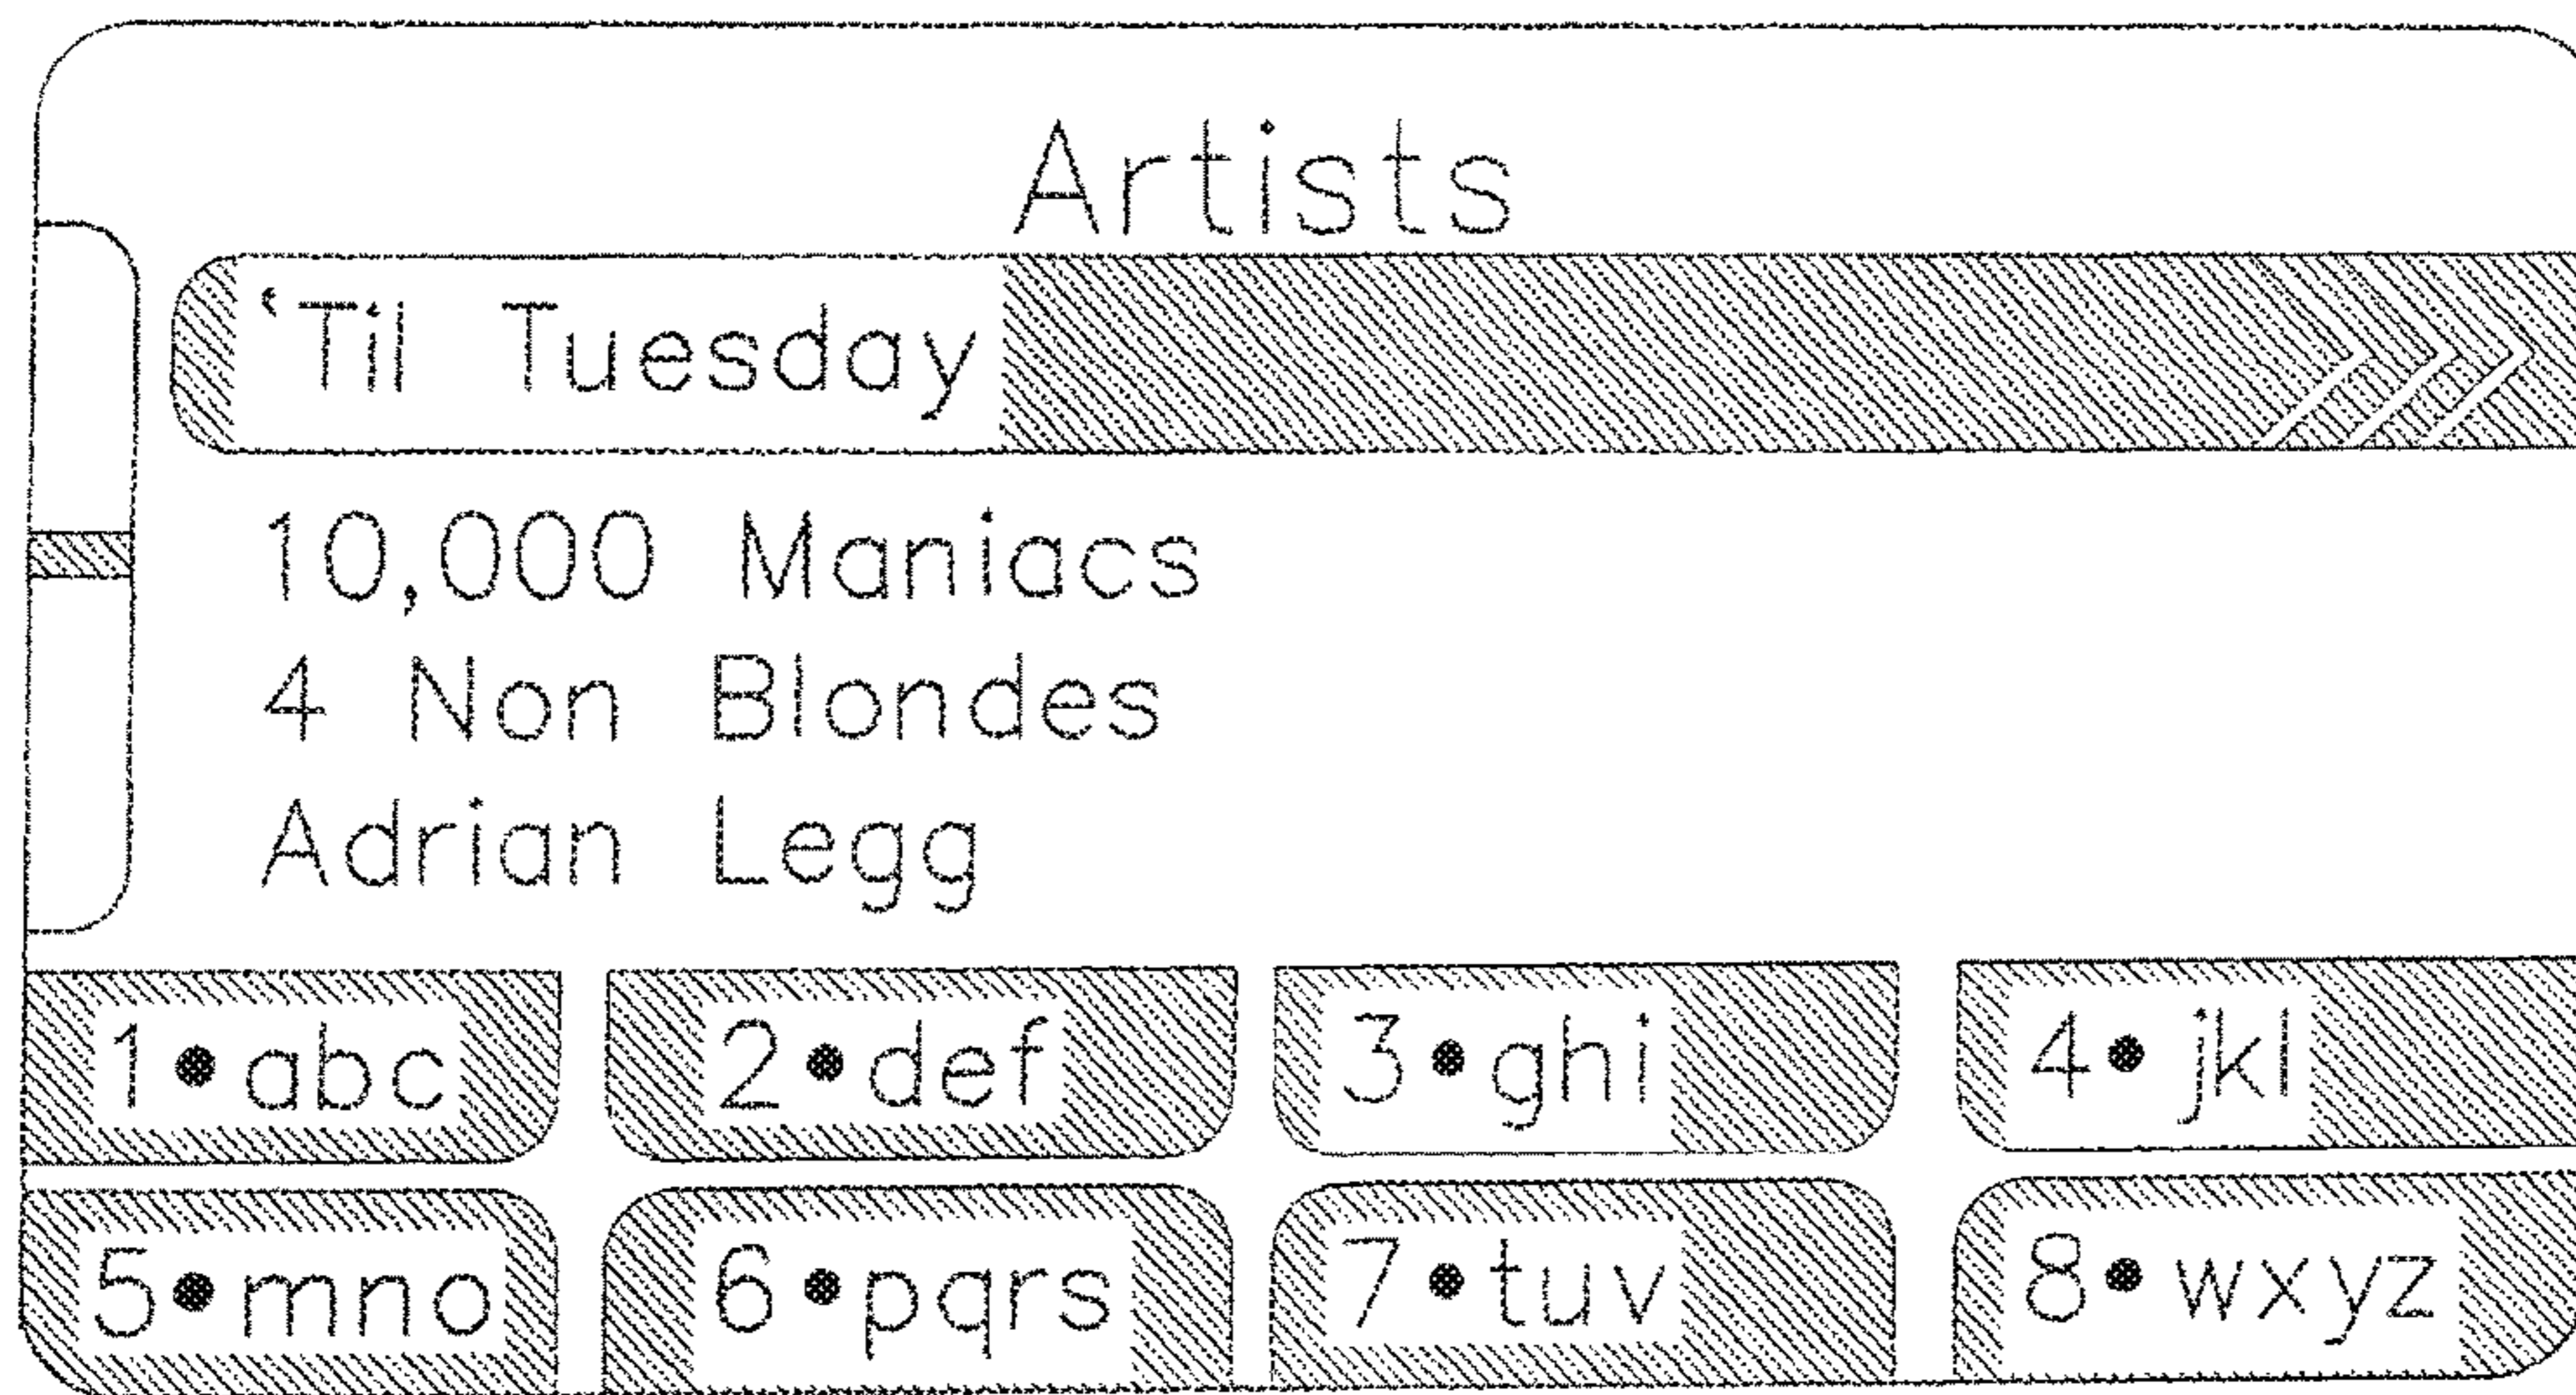 Artists
‘Til Tuesday
10,000 Maniacs
4 Non Blondes
Adrian Legg
1•abc 2•def 3•ghi 4•jkl
5•mno 6•pqrs 7•tuv 8•wxyz